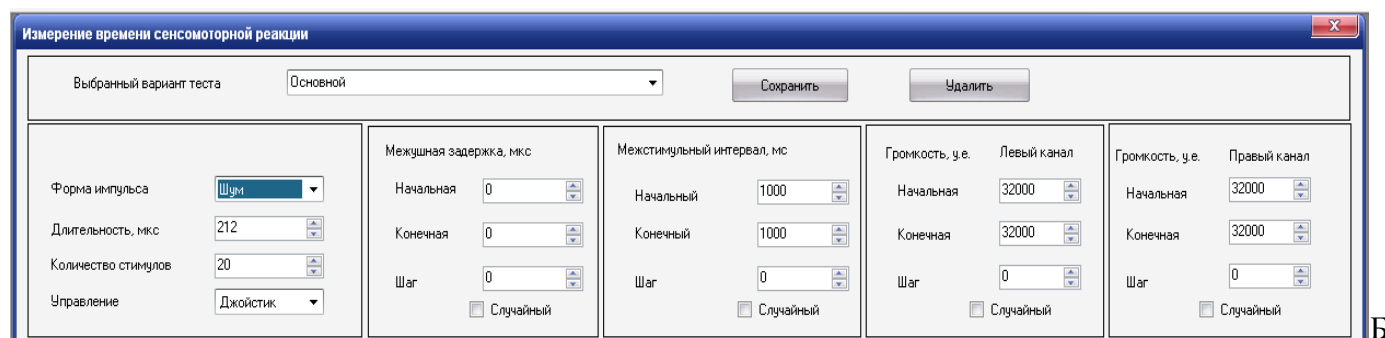 Измерение времени сенсомоторной реакции
Выбранный вариант теста Основной Сохранить Удалить
Межушная задержка, мкс Межстимульный интервал, мс Громкость, у.е. Левый канал Громкость, у.е. Правый канал
Форма импульса Шум Начальная 0 Начальный 1000 Начальная 32000 Начальная 32000
Длительность, мкс 212 Конечная 0 Конечный 1000 Конечная 32000 Конечная 32000
Количество стимулов 20 Шаг 0 Шаг 0 Шаг 0 Шаг 0
Управление Джойстик Случайный Случайный Случайный Случайный
Б